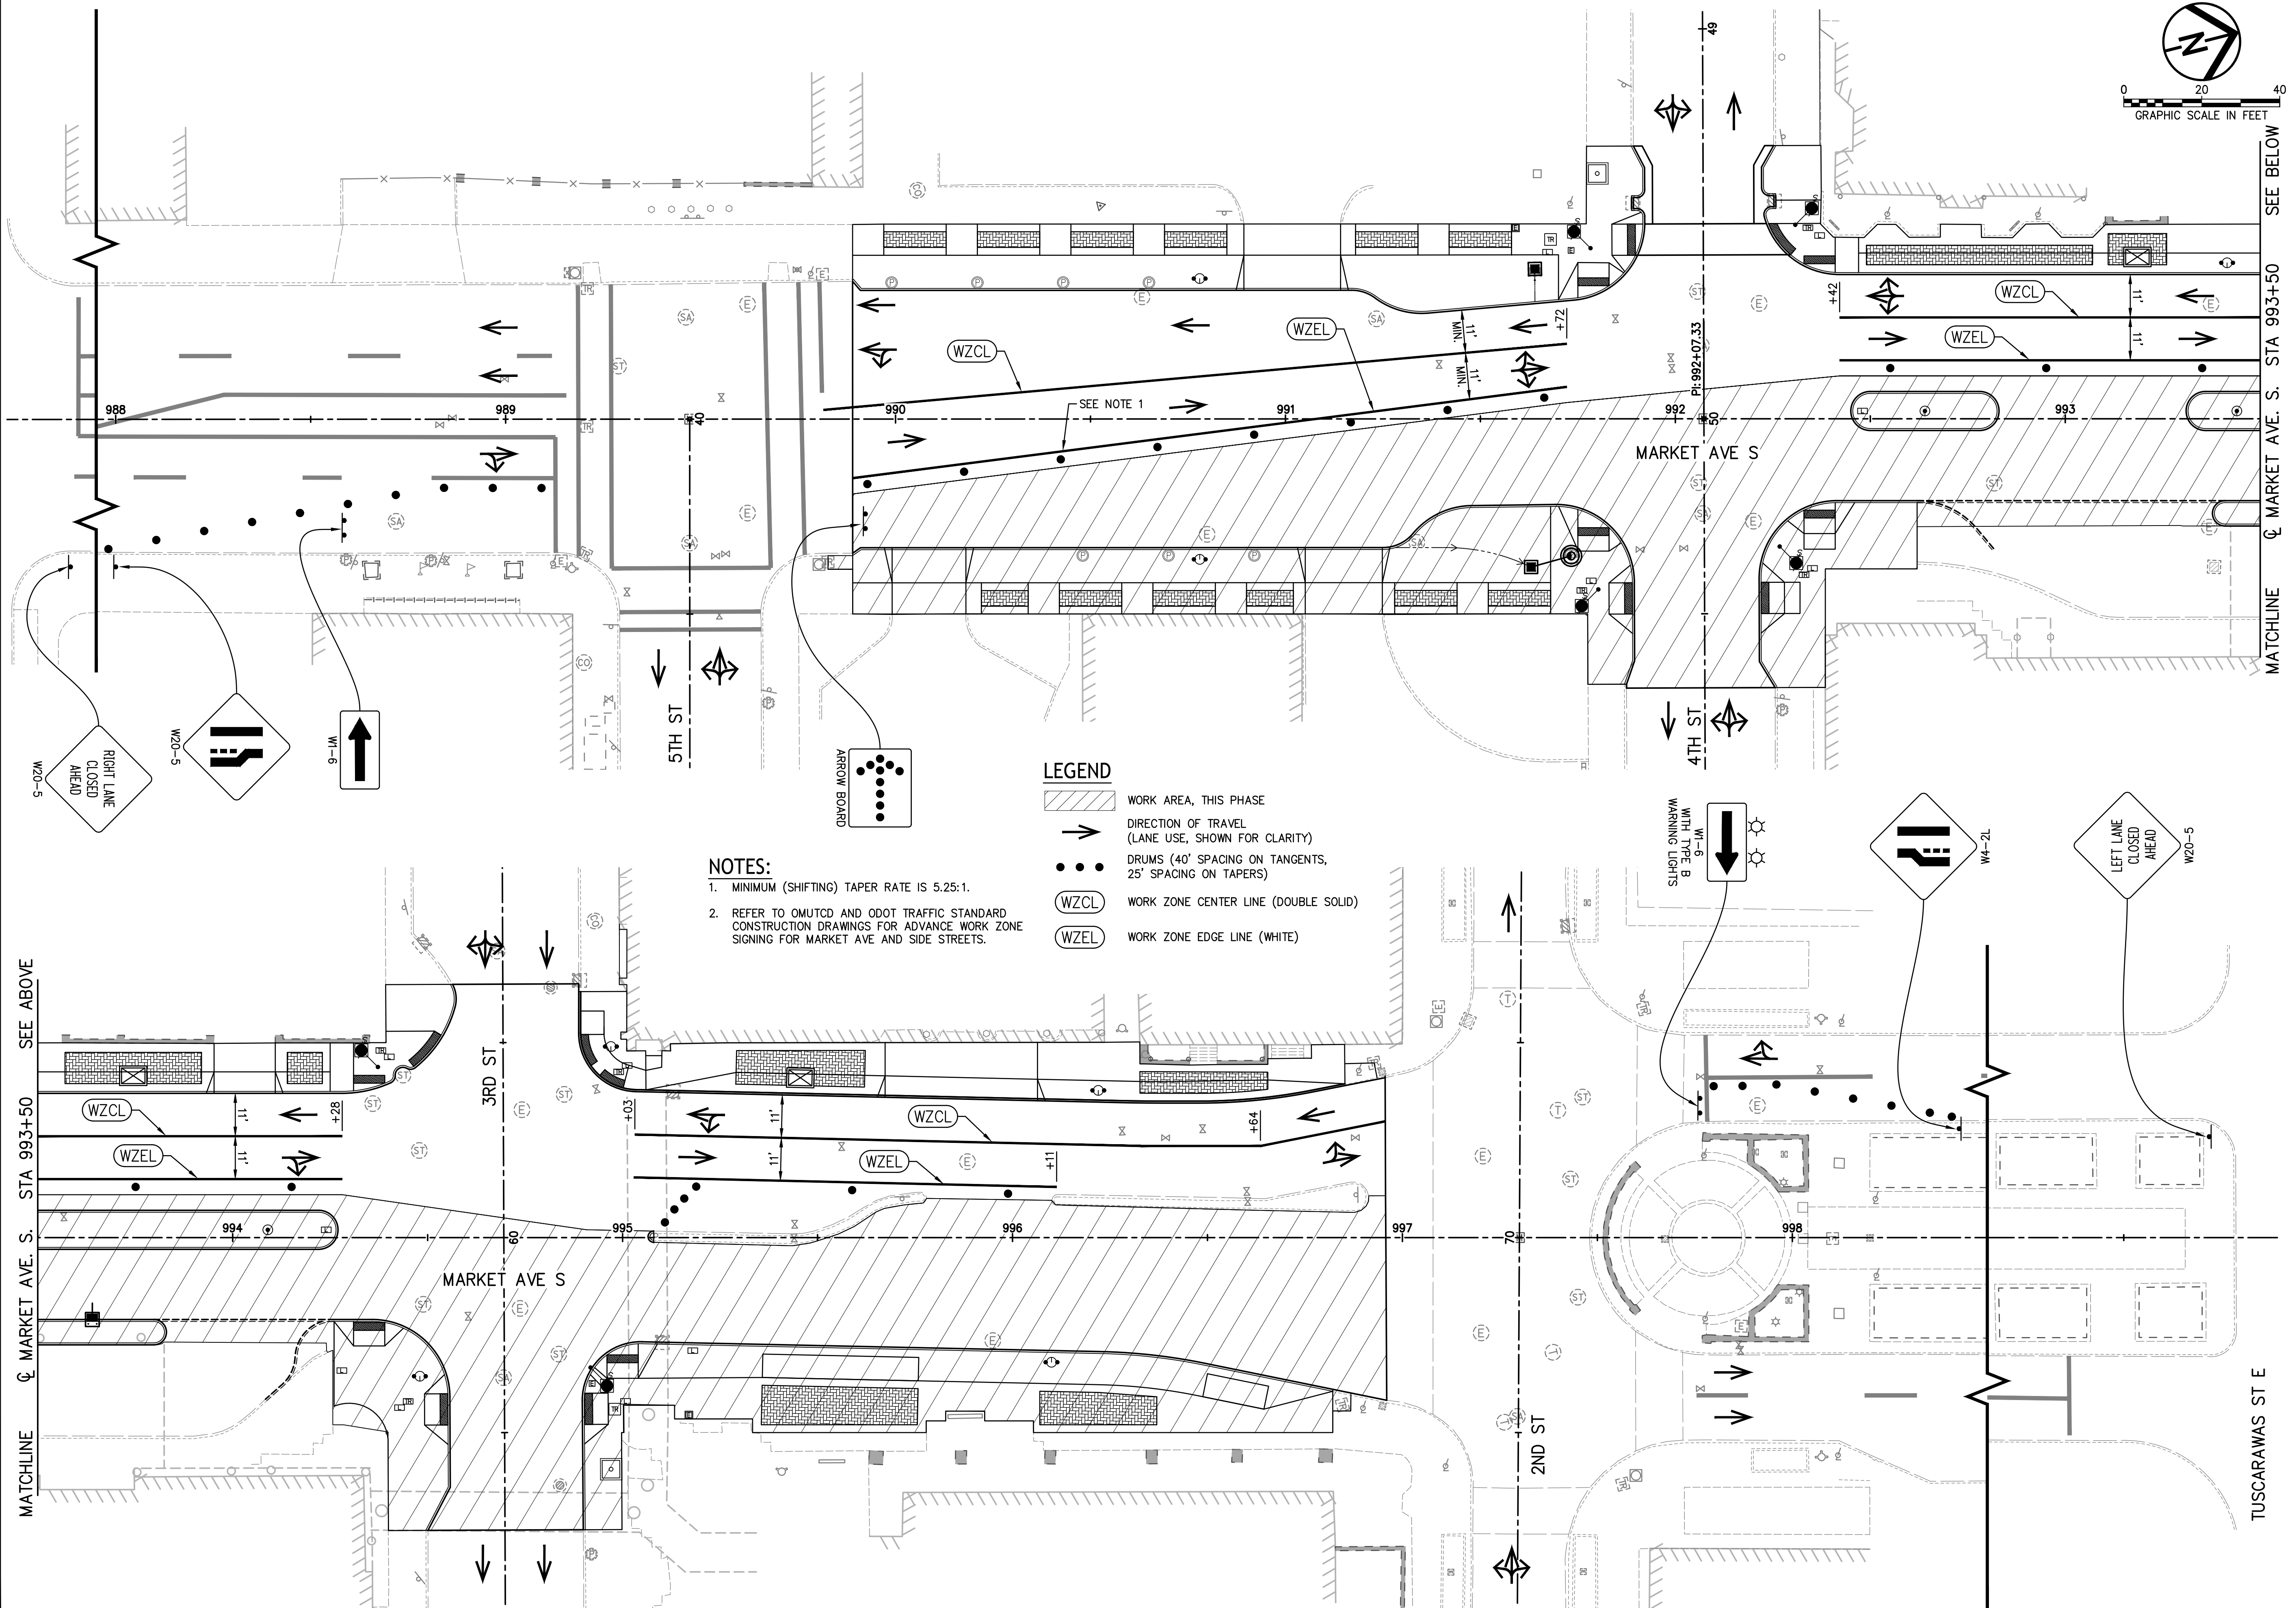 49
N
0 20 40
GRAPHIC SCALE IN FEET
SEE BELOW
MATCHLINE ℄ MARKET AVE. S. STA 993+50
WZCL
WZEL
11' MIN.
11' MIN.
+72
+42
WZCL
WZEL
11'
11'
PI:992+07.33
988
989
40
990
SEE NOTE 1
991
992
50
993
MARKET AVE S
5TH ST
4TH ST
RIGHT LANE
CLOSED
AHEAD
W20-5
W20-5
W1-6
ARROW BOARD
LEGEND
WORK AREA, THIS PHASE
DIRECTION OF TRAVEL
(LANE USE, SHOWN FOR CLARITY)
DRUMS (40' SPACING ON TANGENTS,
25' SPACING ON TAPERS)
WZCL WORK ZONE CENTER LINE (DOUBLE SOLID)
WZEL WORK ZONE EDGE LINE (WHITE)
NOTES:
1. MINIMUM (SHIFTING) TAPER RATE IS 5.25:1.
2. REFER TO OMUTCD AND ODOT TRAFFIC STANDARD
CONSTRUCTION DRAWINGS FOR ADVANCE WORK ZONE
SIGNING FOR MARKET AVE AND SIDE STREETS.
W1-6
WITH TYPE B
WARNING LIGHTS
W4-2L
LEFT LANE
CLOSED
AHEAD
W20-5
SEE ABOVE
MATCHLINE ℄ MARKET AVE. S. STA 993+50
WZCL
WZEL
11'
11'
+28
3RD ST
+03
11'
11'
WZCL
WZEL
+11
+64
994
60
995
996
997
70
998
MARKET AVE S
2ND ST
TUSCARAWAS ST E